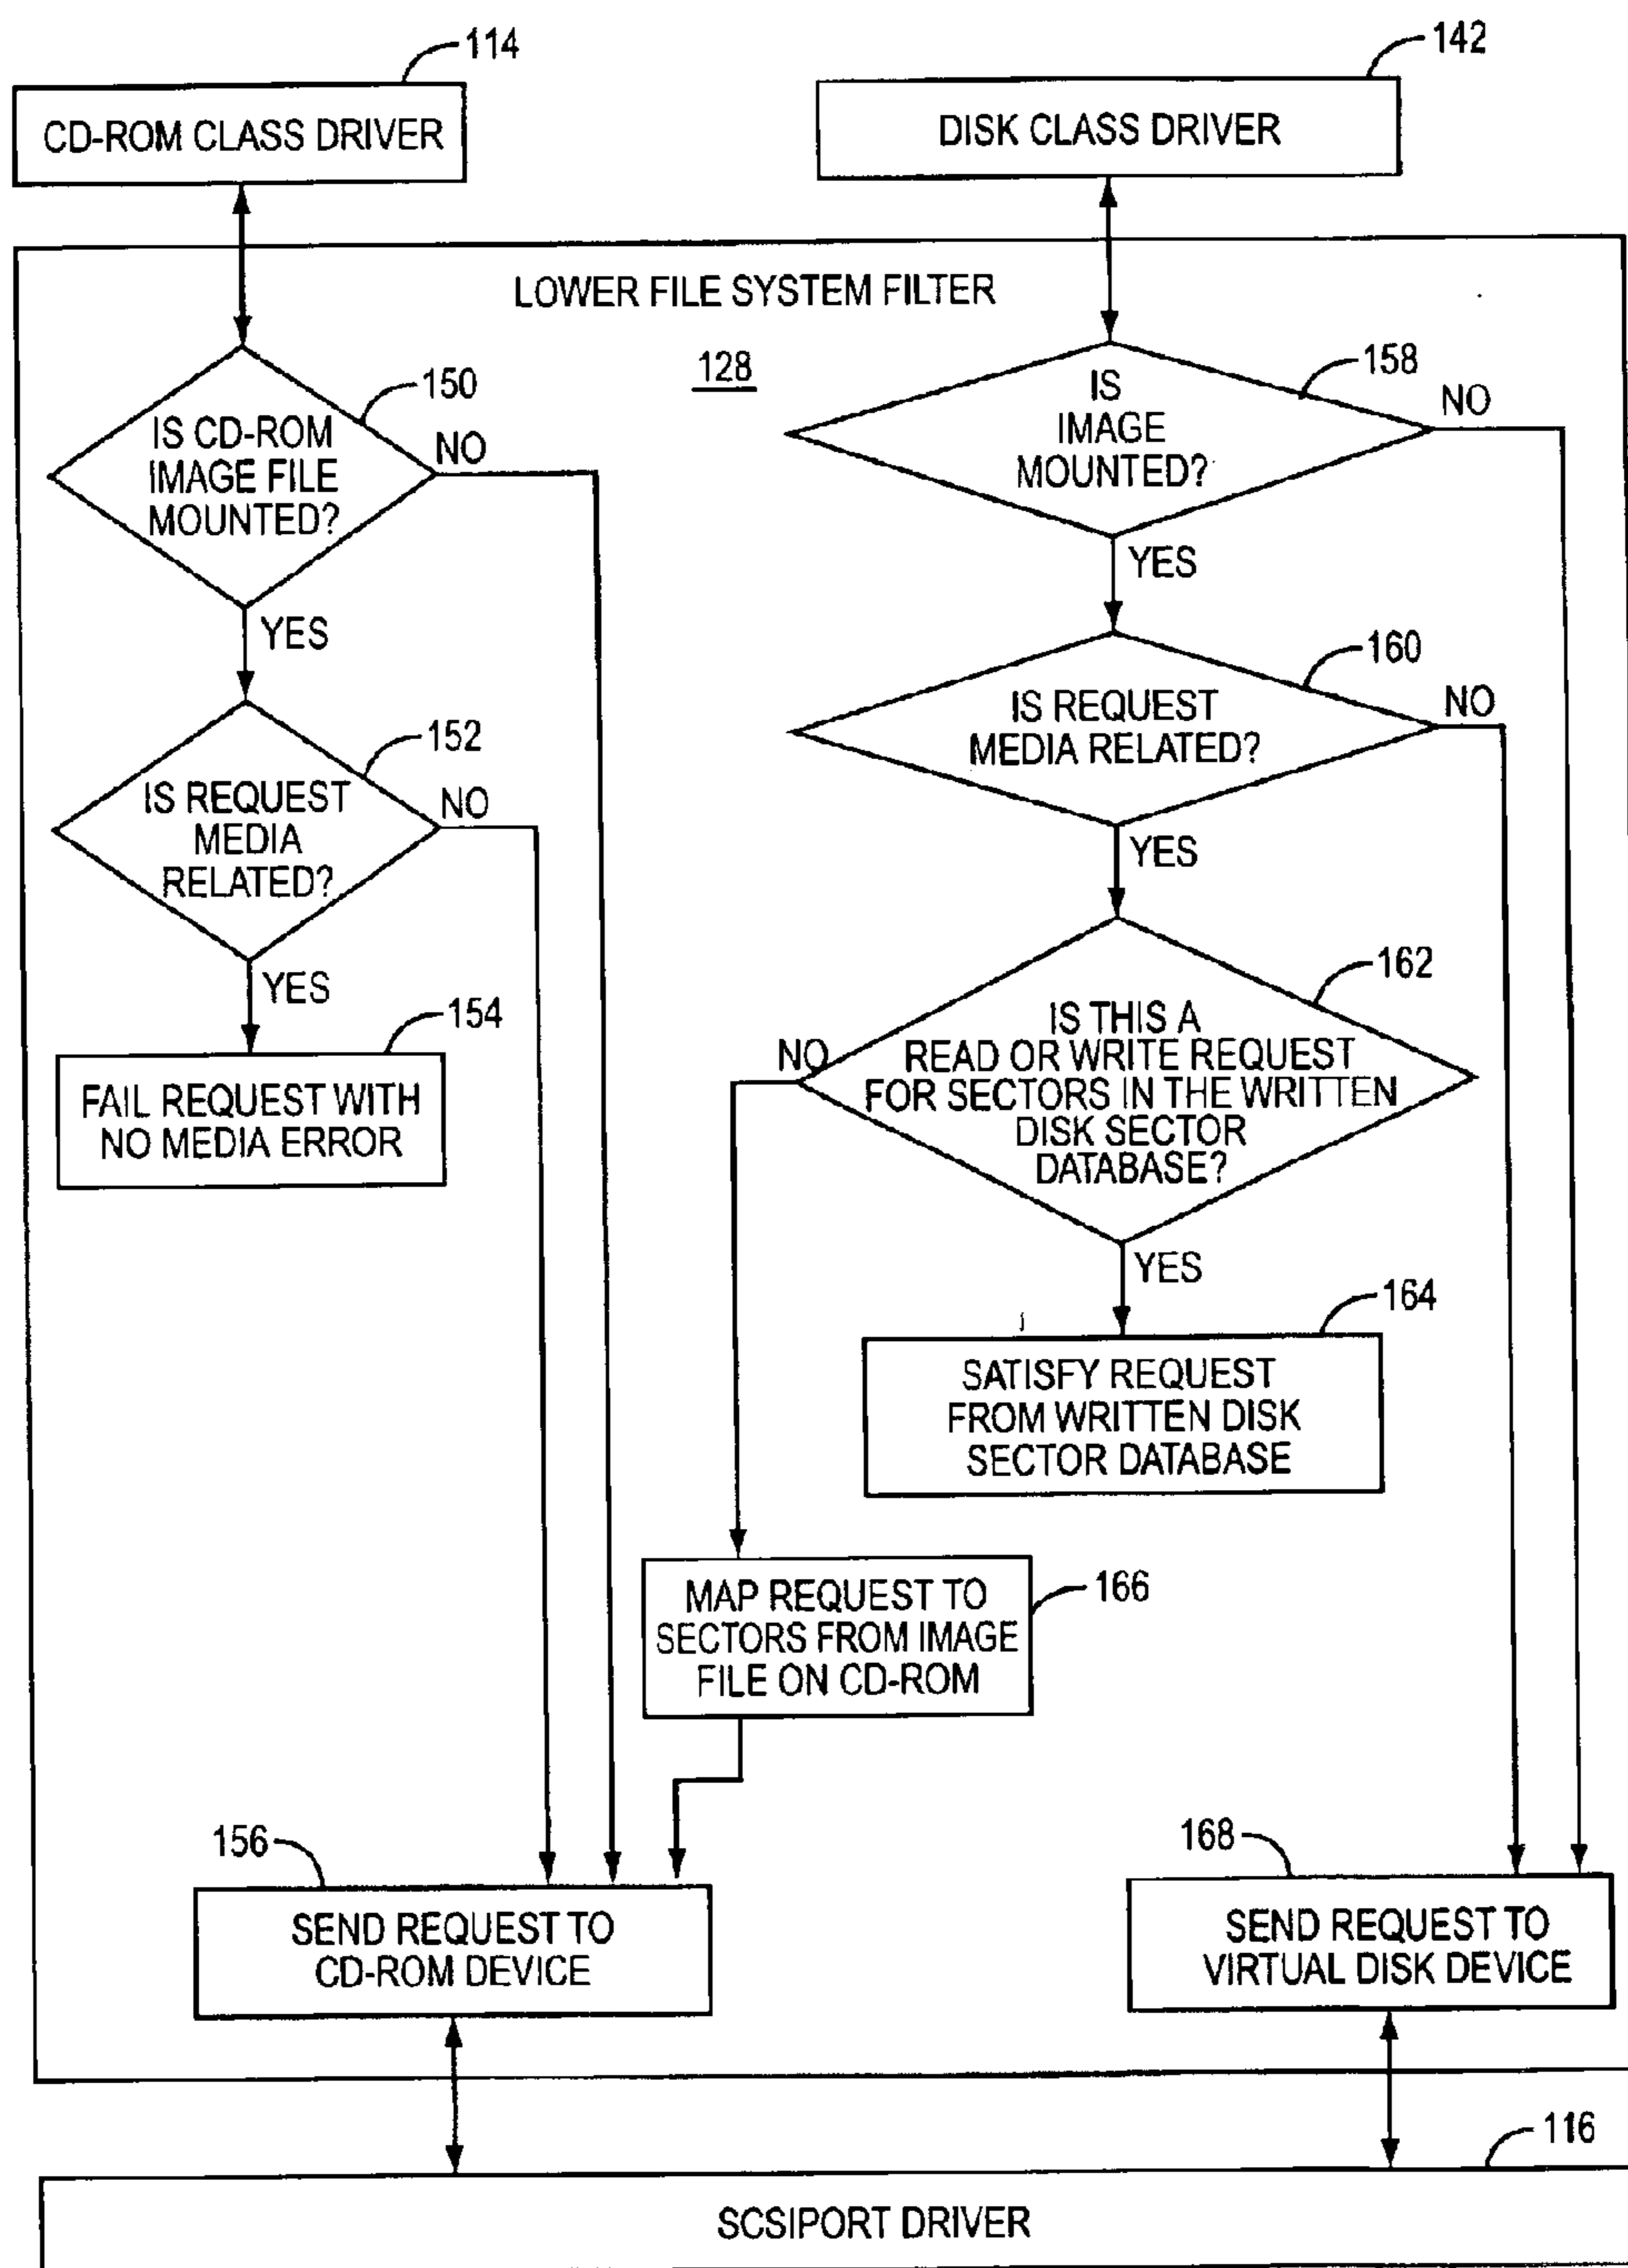 114
CD-ROM CLASS DRIVER
142
DISK CLASS DRIVER
LOWER FILE SYSTEM FILTER
128
150
IS CD-ROM
IMAGE FILE
MOUNTED?
NO
YES
152
IS REQUEST
MEDIA
RELATED?
NO
YES
154
FAIL REQUEST WITH
NO MEDIA ERROR
158
IS
IMAGE
MOUNTED?
NO
YES
160
IS REQUEST
MEDIA RELATED?
NO
YES
162
IS THIS A
READ OR WRITE REQUEST
FOR SECTORS IN THE WRITTEN
DISK SECTOR
DATABASE?
NO
YES
164
SATISFY REQUEST
FROM WRITTEN DISK
SECTOR DATABASE
166
MAP REQUEST TO
SECTORS FROM IMAGE
FILE ON CD-ROM
156
SEND REQUEST TO
CD-ROM DEVICE
168
SEND REQUEST TO
VIRTUAL DISK DEVICE
116
SCSIPORT DRIVER